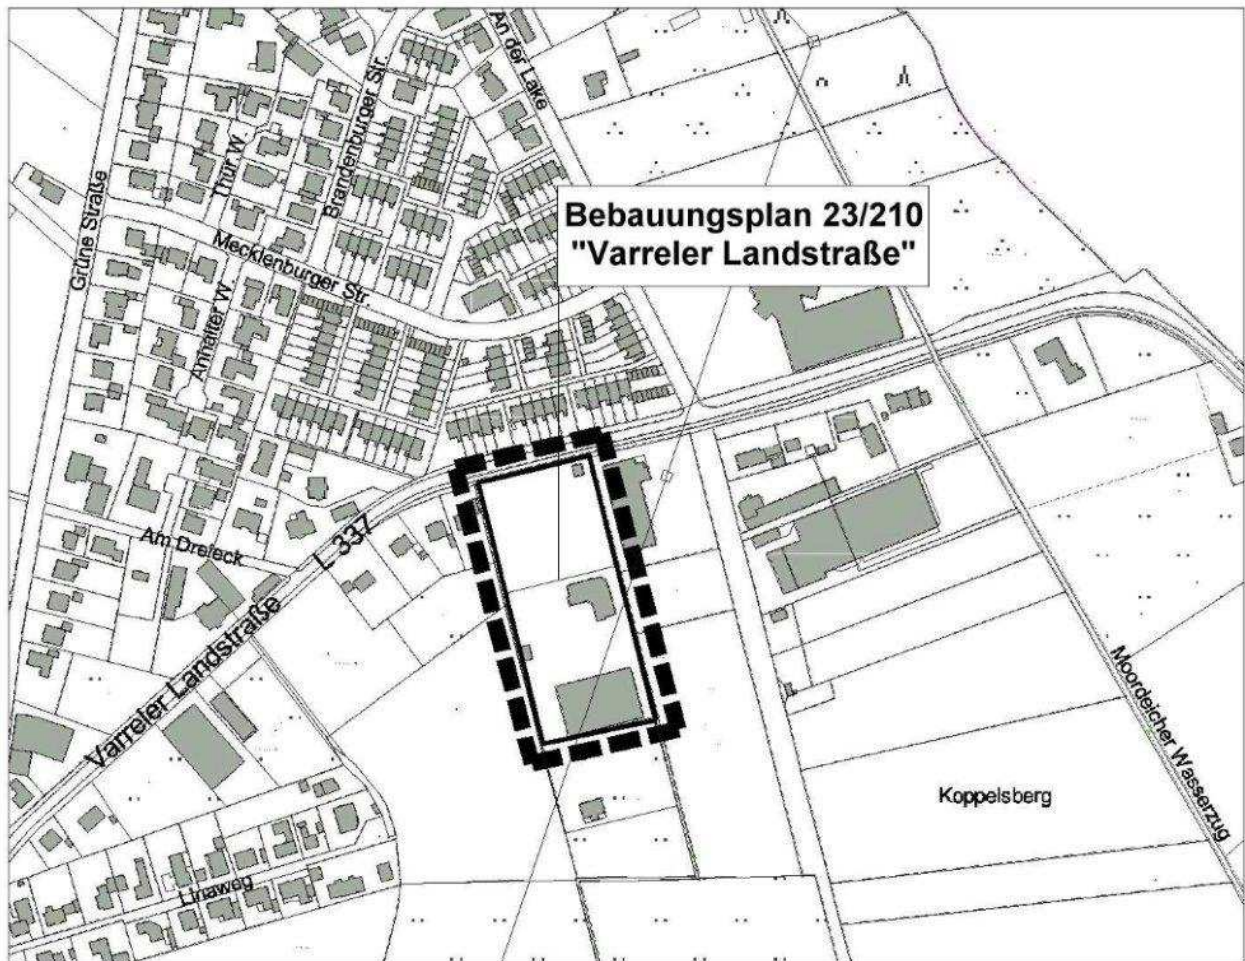 An der Lake
Brandenburger Str.
Thür W.
Grüne Straße
Bebauungsplan 23/210
"Varreler Landstraße"
Mecklenburger Str.
Anhalter W.
L 337
Am Dreieck
Varreler Landstraße
Moordeicher Wasserzug
Koppelsberg
Linaweg